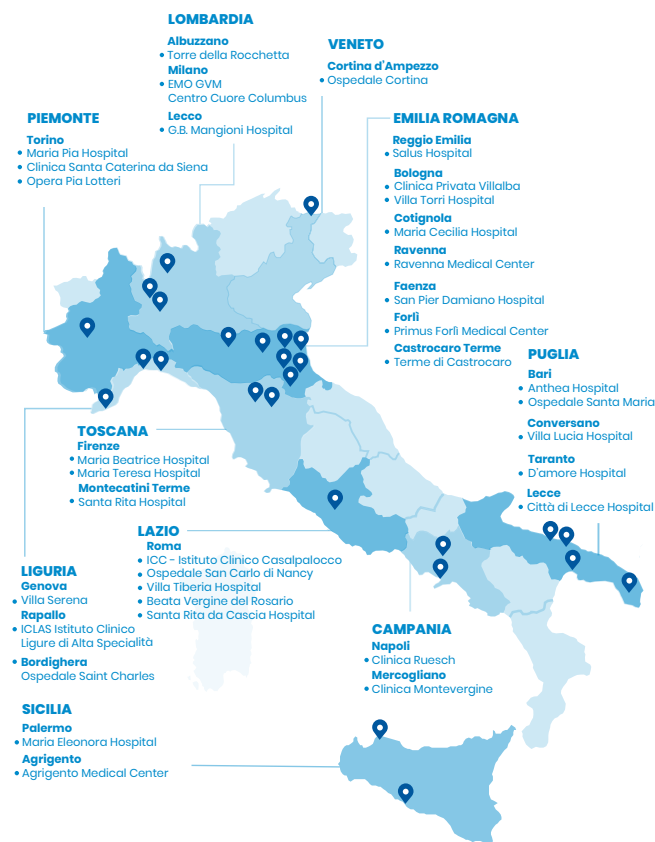 LOMBARDIA
Albuzzano
• Torre della Rocchetta
Milano
• EMO GVM
Centro Cuore Columbus
Lecco
• G.B. Mangioni Hospital
VENETO
Cortina d'Ampezzo
• Ospedale Cortina
PIEMONTE
Torino
• Maria Pia Hospital
• Clinica Santa Caterina da Siena
• Opera Pia Lotteri
EMILIA ROMAGNA
Reggio Emilia
• Salus Hospital
Bologna
• Clinica Privata Villalba
• Villa Torri Hospital
Cotignola
• Maria Cecilia Hospital
Ravenna
• Ravenna Medical Center
Faenza
• San Pier Damiano Hospital
Forlì
• Primus Forlì Medical Center
Castrocaro Terme
• Terme di Castrocaro
PUGLIA
Bari
• Anthea Hospital
• Ospedale Santa Maria
Conversano
• Villa Lucia Hospital
Taranto
• D'amore Hospital
Lecce
• Città di Lecce Hospital
TOSCANA
Firenze
• Maria Beatrice Hospital
• Maria Teresa Hospital
Montecatini Terme
• Santa Rita Hospital
LAZIO
Roma
• ICC - Istituto Clinico Casalpalocco
• Ospedale San Carlo di Nancy
• Villa Tiberia Hospital
• Beata Vergine del Rosario
• Santa Rita da Cascia Hospital
LIGURIA
Genova
• Villa Serena
Rapallo
• ICLAS Istituto Clinico
Ligure di Alta Specialità
• Bordighera
Ospedale Saint Charles
CAMPANIA
Napoli
• Clinica Ruesch
Mercogliano
• Clinica Montevergine
SICILIA
Palermo
• Maria Eleonora Hospital
Agrigento
• Agrigento Medical Center